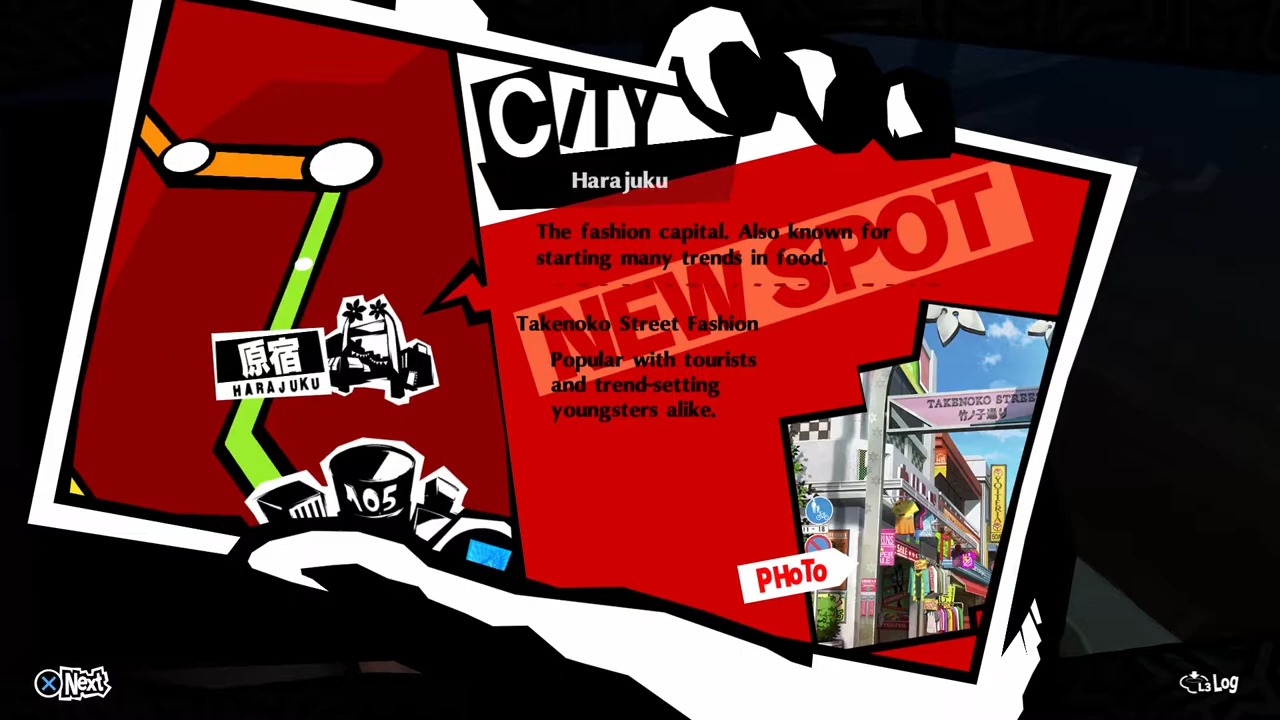 CITY
Harajuku
The fashion capital. Also known for
starting many trends in food.
NEW SPOT
Takenoko Street Fashion
Popular with tourists
and trend-setting
youngsters alike.
原宿
HARAJUKU
105
TAKENOKO STREET
竹ノ子通り
SALE
PHOTO
Next
L3 Log